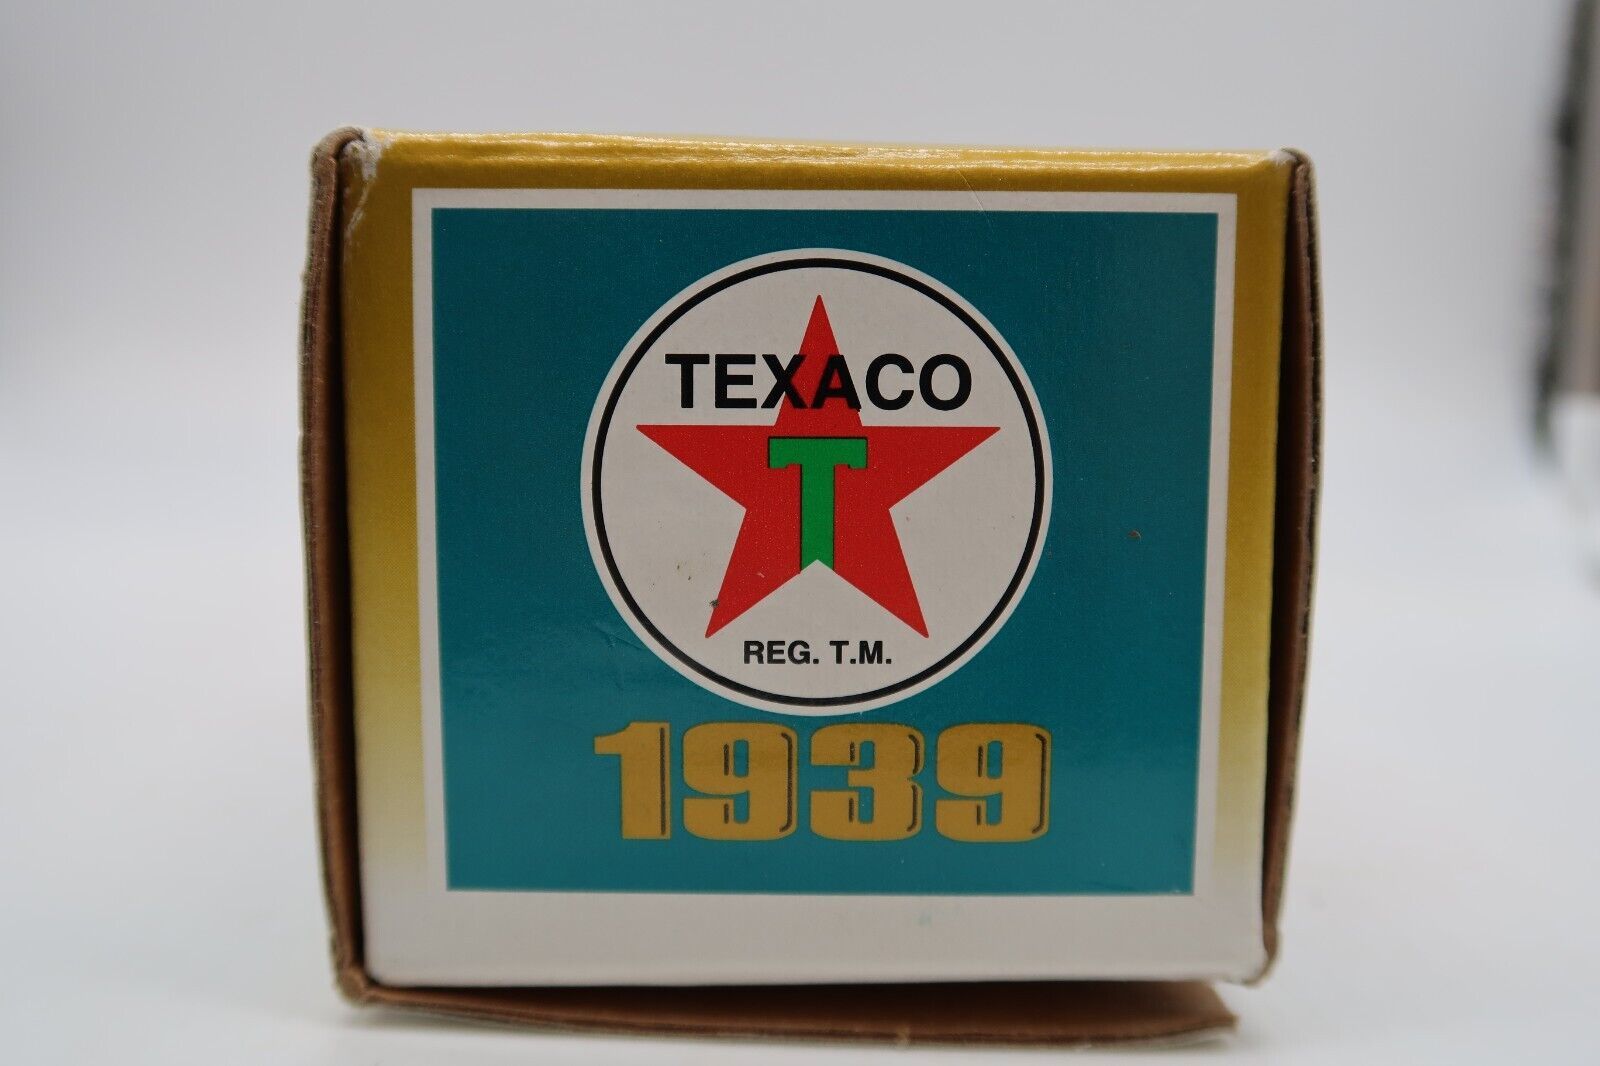 TEXACO
T
REG. T.M.
1939